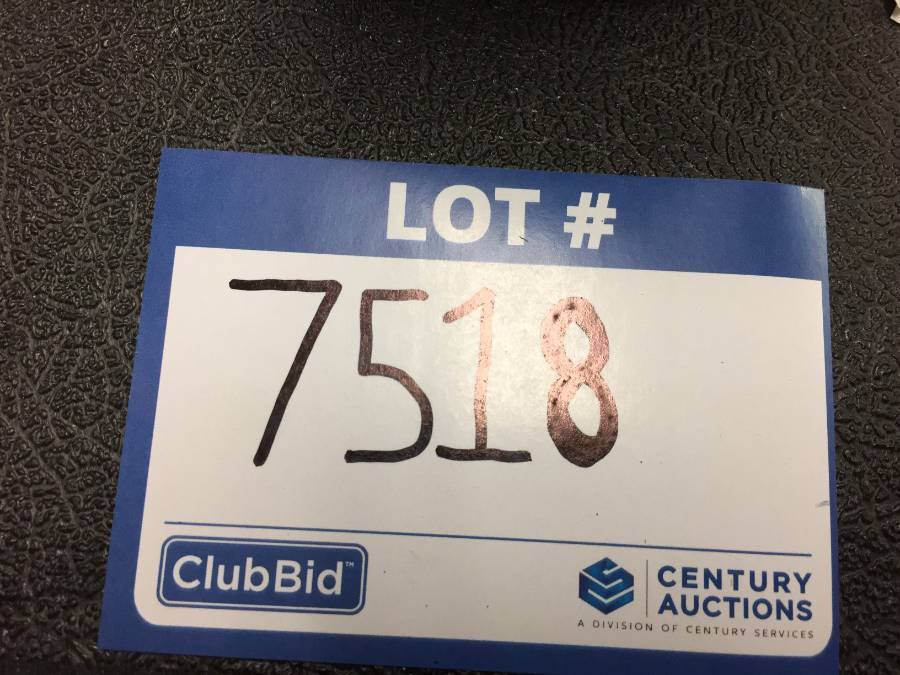 LOT #
7518
ClubBid™
CENTURY
AUCTIONS
A DIVISION OF CENTURY SERVICES